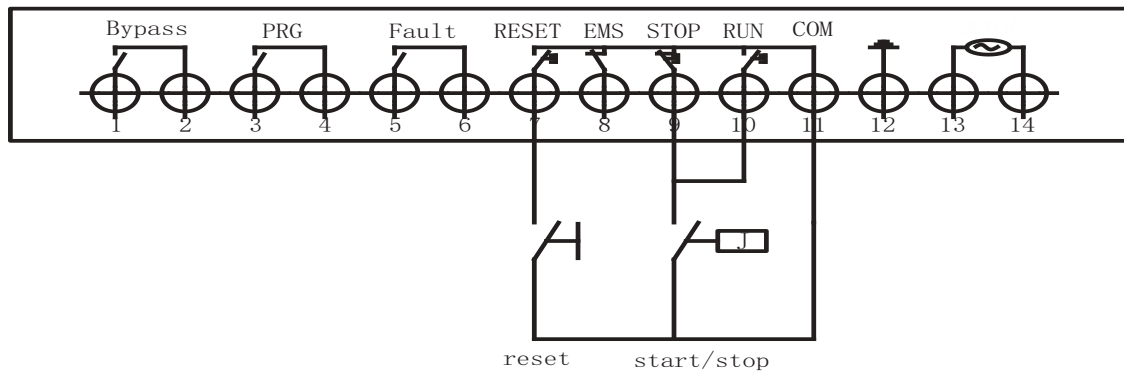 Bypass PRG Fault RESET EMS STOP RUN COM
1 2 3 4 5 6 7 8 9 10 11 12 13 14
J
reset start/stop